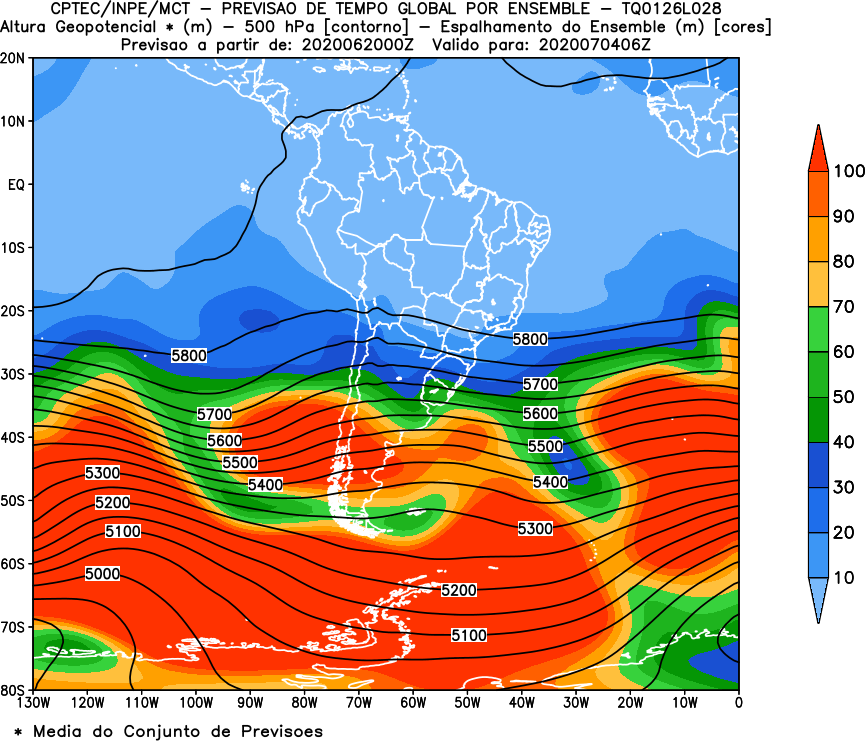 CPTEC/INPE/MCT – PREVISAO DE TEMPO GLOBAL POR ENSEMBLE – TQ0126L028
Altura Geopotencial * (m) – 500 hPa [contorno] – Espalhamento do Ensemble (m) [cores]
Previsao a partir de: 2020062000Z Valido para: 2020070406Z
20N
10N
EQ
10S
20S
30S
40S
50S
60S
70S
80S
5800
5800
5700
5700
5600
5600
5500
5500
5400
5400
5300
5300
5200
5200
5100
5100
5000
130W 120W 110W 100W 90W 80W 70W 60W 50W 40W 30W 20W 10W 0
100
90
80
70
60
50
40
30
20
10
* Media do Conjunto de Previsoes